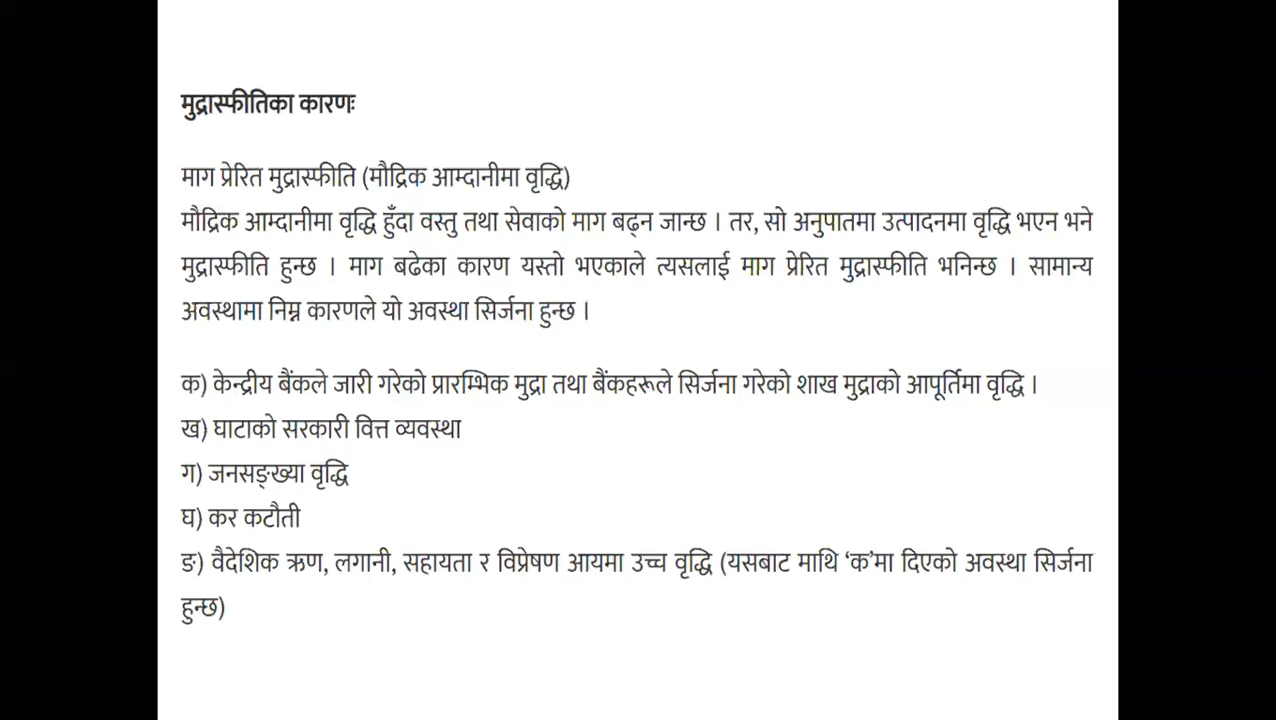 मुद्रास्फीतिका कारणः
माग प्रेरित मुद्रास्फीति (मौद्रिक आम्दानीमा वृद्धि)
मौद्रिक आम्दानीमा वृद्धि हुँदा वस्तु तथा सेवाको माग बढ्न जान्छ । तर, सो अनुपातमा उत्पादनमा वृद्धि भएन भने
मुद्रास्फीति हुन्छ । माग बढेका कारण यस्तो भएकाले त्यसलाई माग प्रेरित मुद्रास्फीति भनिन्छ । सामान्य
अवस्थामा निम्न कारणले यो अवस्था सिर्जना हुन्छ ।
क) केन्द्रीय बैंकले जारी गरेको प्रारम्भिक मुद्रा तथा बैंकहरूले सिर्जना गरेको शाख मुद्राको आपूर्तिमा वृद्धि ।
ख) घाटाको सरकारी वित्त व्यवस्था
ग) जनसङ्ख्या वृद्धि
घ) कर कटौती
ङ) वैदेशिक ऋण, लगानी, सहायता र विप्रेषण आयमा उच्च वृद्धि (यसबाट माथि ‘क’मा दिएको अवस्था सिर्जना
हुन्छ)